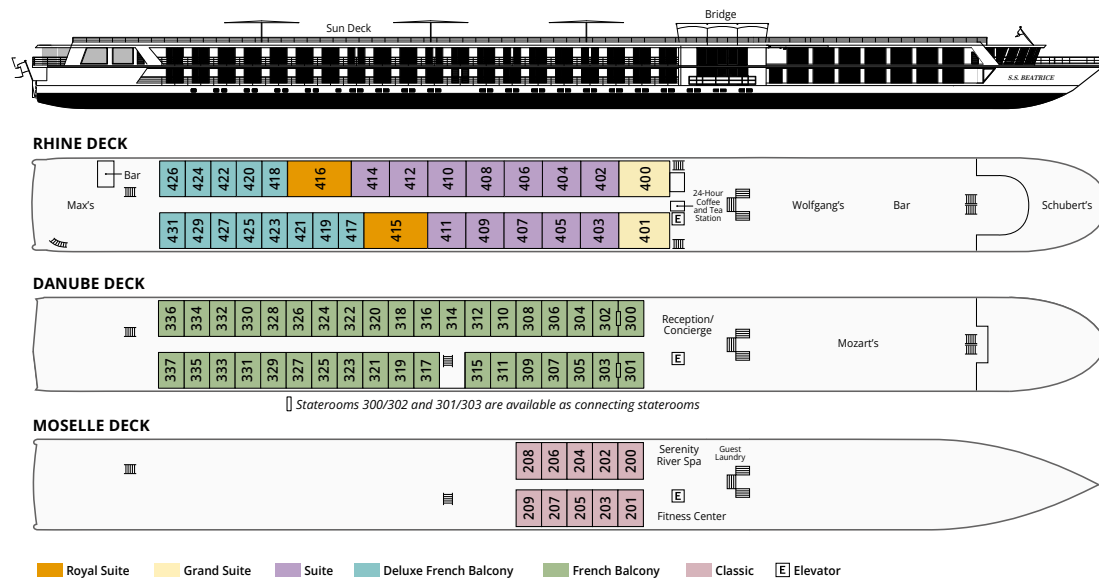 Bridge
Sun Deck
S.S. BEATRICE
RHINE DECK
426 424 422 420 418 416 414 412 410 408 406 404 402 400
Bar
Max's
24-Hour
Coffee
and Tea
Station
E
Wolfgang's
Bar
Schubert's
431 429 427 425 423 421 419 417 415 411 409 407 405 403 401
DANUBE DECK
336 334 332 330 328 326 324 322 320 318 316 314 312 310 308 306 304 302 300
Reception/
Concierge
E
Mozart's
337 335 333 331 329 327 325 323 321 319 317 315 311 309 307 305 303 301
Staterooms 300/302 and 301/303 are available as connecting staterooms
MOSELLE DECK
208 206 204 202 200
Serenity
River Spa
Guest
Laundry
E
209 207 205 203 201
Fitness Center
Royal Suite
Grand Suite
Suite
Deluxe French Balcony
French Balcony
Classic
E Elevator